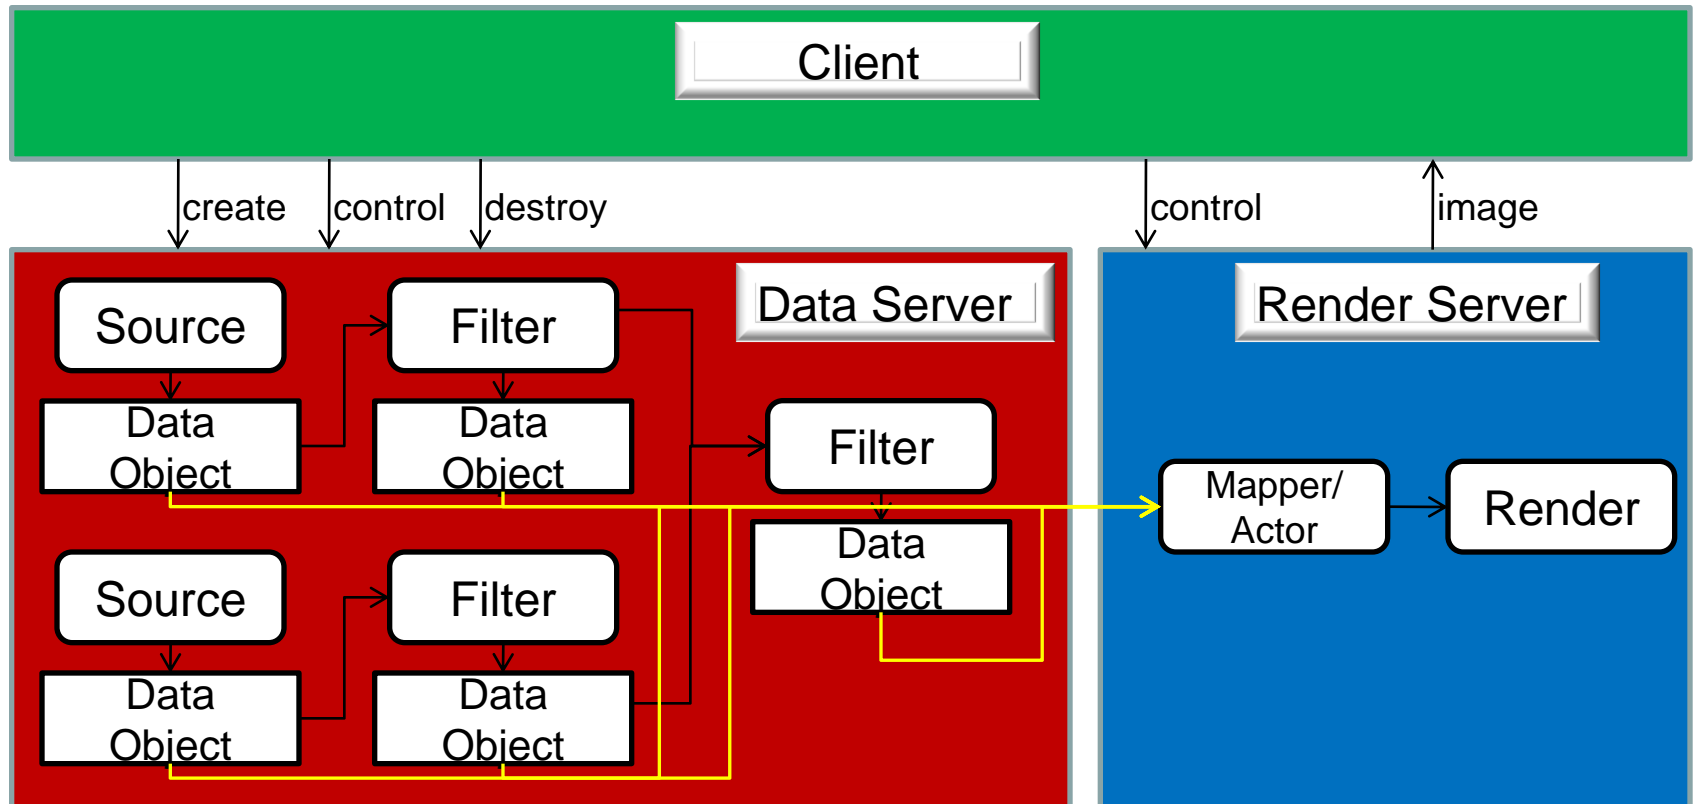 Client
create
control
destroy
control
image
Data Server
Render Server
Source
Filter
Data
Object
Data
Object
Filter
Data
Object
Source
Filter
Data
Object
Data
Object
Mapper/
Actor
Render